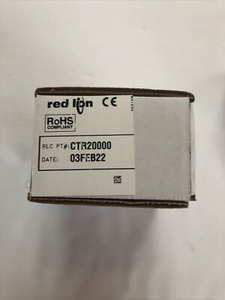 red lion CE
RoHS
COMPLIANT
RLC PT#: CTR20000
DATE: 03FEB22